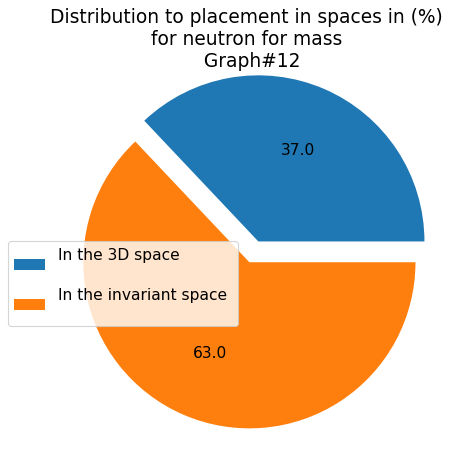 Distribution to placement in spaces in (%)
for neutron for mass
Graph#12
37.0
In the 3D space
In the invariant space
63.0